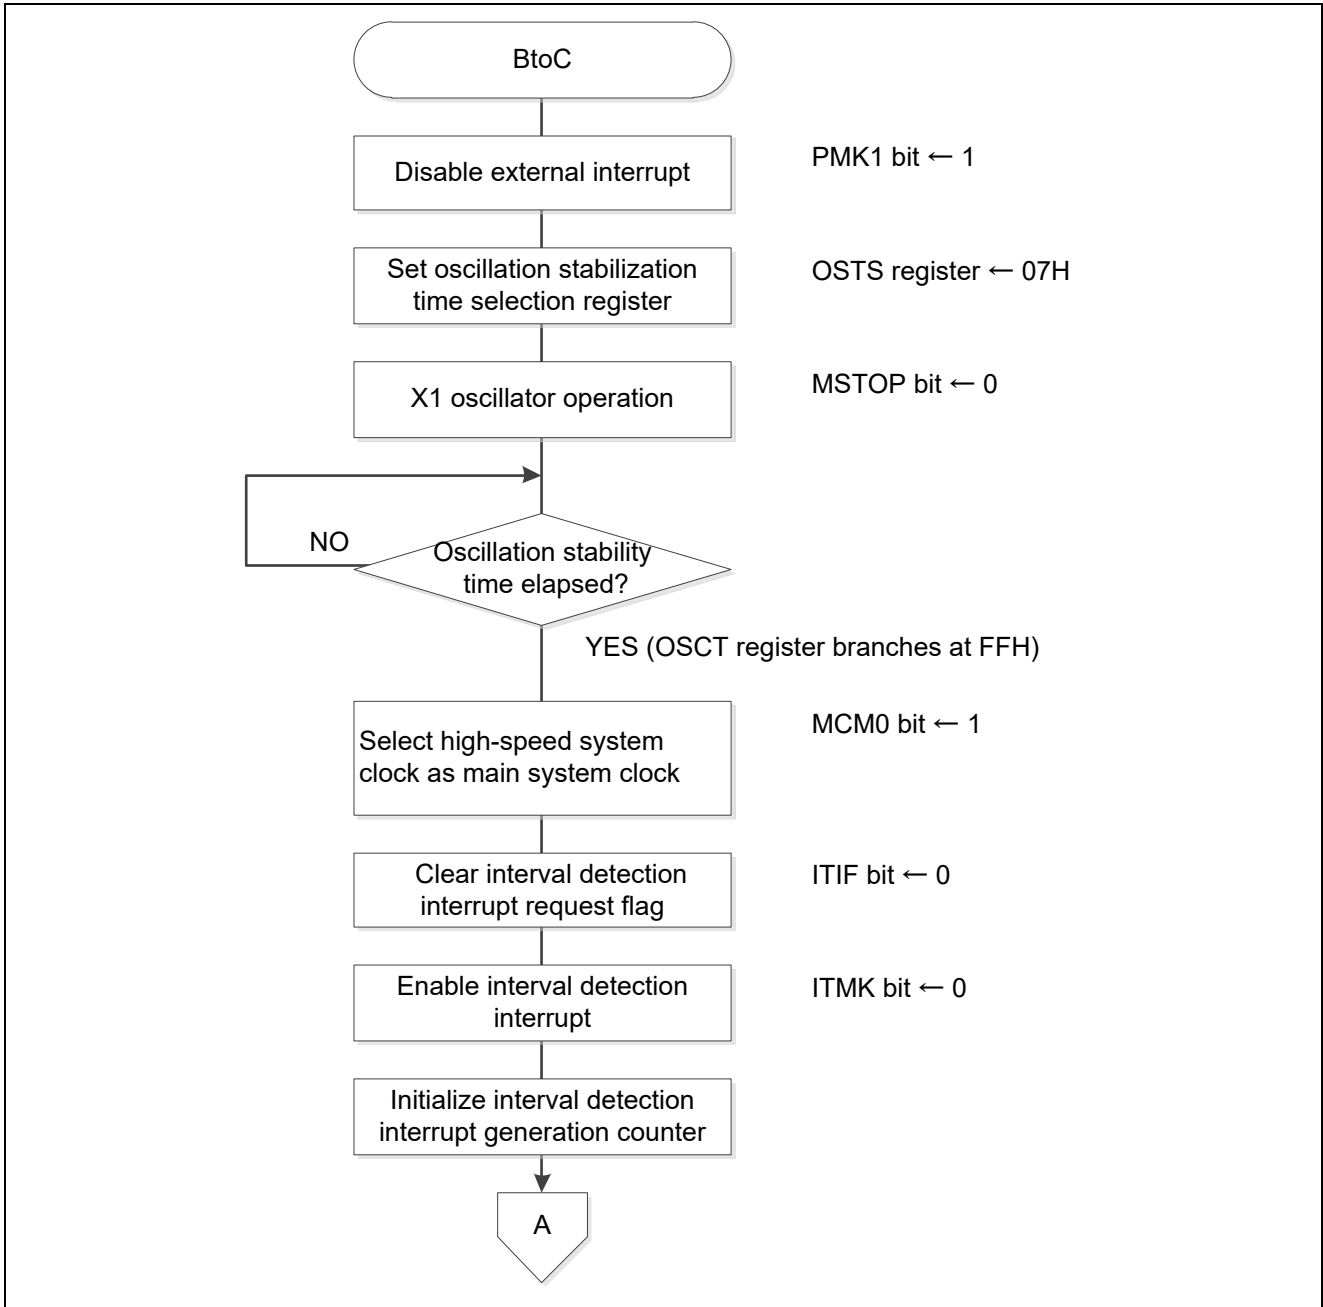 BtoC
Disable external interrupt
PMK1 bit ← 1
Set oscillation stabilization
time selection register
OSTS register ← 07H
X1 oscillator operation
MSTOP bit ← 0
NO
Oscillation stability
time elapsed?
YES (OSCT register branches at FFH)
Select high-speed system
clock as main system clock
MCM0 bit ← 1
Clear interval detection
interrupt request flag
ITIF bit ← 0
Enable interval detection
interrupt
ITMK bit ← 0
Initialize interval detection
interrupt generation counter
A